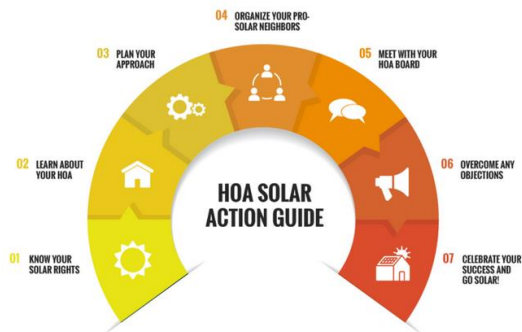 04 ORGANIZE YOUR PRO-
SOLAR NEIGHBORS
03 PLAN YOUR
APPROACH
05 MEET WITH YOUR
HOA BOARD
02 LEARN ABOUT
YOUR HOA
06 OVERCOME ANY
OBJECTIONS
HOA SOLAR
ACTION GUIDE
01 KNOW YOUR
SOLAR RIGHTS
07 CELEBRATE YOUR
SUCCESS AND
GO SOLAR!